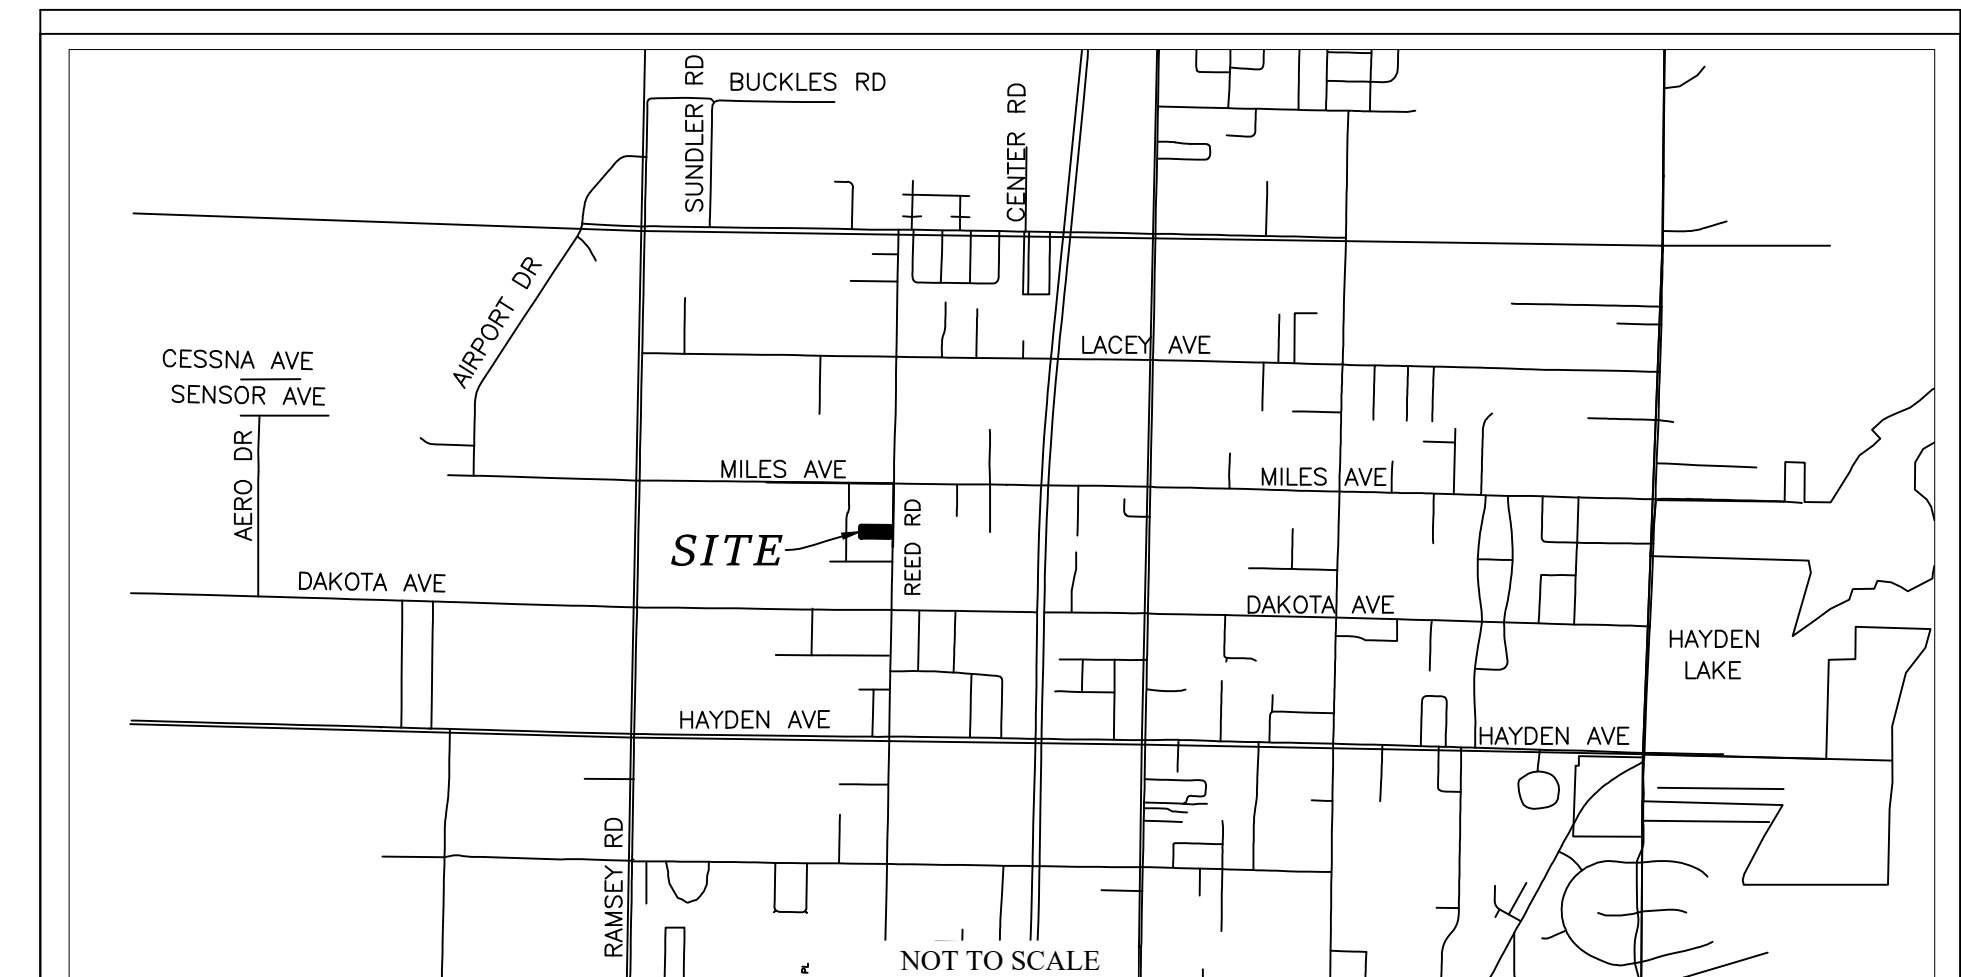 BUCKLES RD
SUNDLER RD
CENTER RD
AIRPORT DR
LACEY AVE
CESSNA AVE
SENSOR AVE
AERO DR
MILES AVE
MILES AVE
REED RD
SITE
DAKOTA AVE
DAKOTA AVE
HAYDEN
LAKE
HAYDEN AVE
HAYDEN AVE
RAMSEY RD
NOT TO SCALE
PL